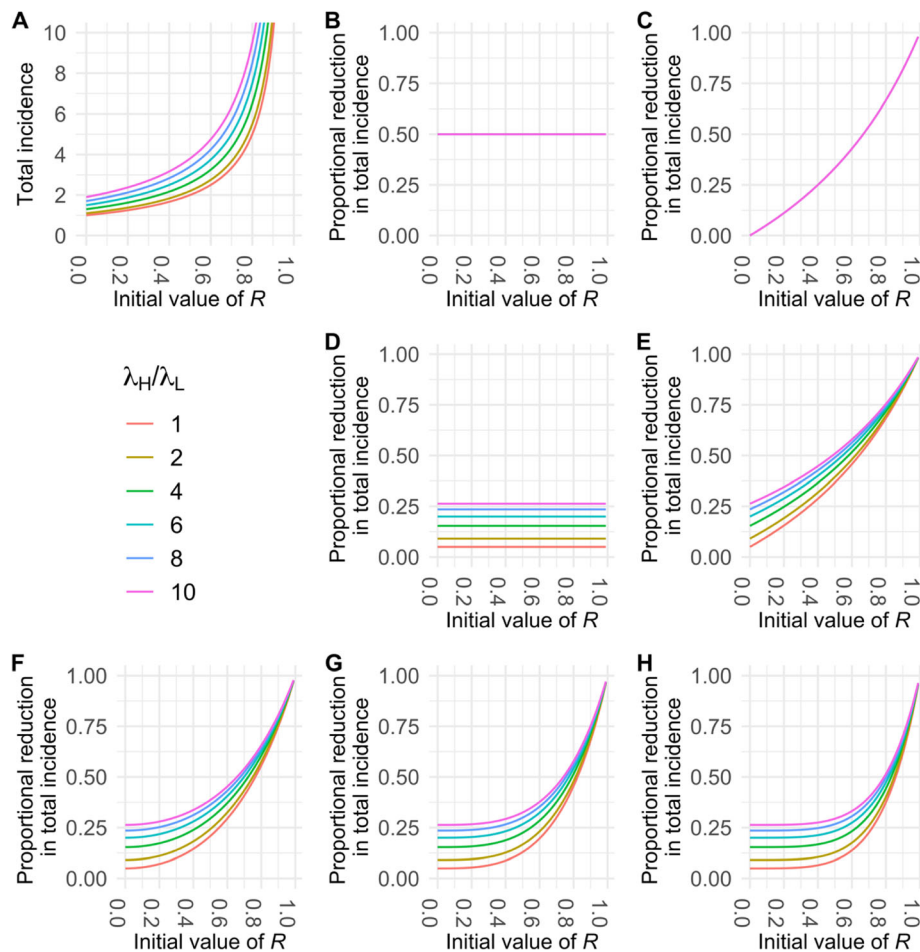 A
Total incidence
10
8
6
4
2
0
0.0 0.2 0.4 0.6 0.8 1.0
Initial value of R
B
Proportional reduction
in total incidence
1.00
0.75
0.50
0.25
0.00
0.0 0.2 0.4 0.6 0.8 1.0
Initial value of R
C
Proportional reduction
in total incidence
1.00
0.75
0.50
0.25
0.00
0.0 0.2 0.4 0.6 0.8 1.0
Initial value of R
λH/λL
1
2
4
6
8
10
D
Proportional reduction
in total incidence
1.00
0.75
0.50
0.25
0.00
0.0 0.2 0.4 0.6 0.8 1.0
Initial value of R
E
Proportional reduction
in total incidence
1.00
0.75
0.50
0.25
0.00
0.0 0.2 0.4 0.6 0.8 1.0
Initial value of R
F
Proportional reduction
in total incidence
1.00
0.75
0.50
0.25
0.00
0.0 0.2 0.4 0.6 0.8 1.0
Initial value of R
G
Proportional reduction
in total incidence
1.00
0.75
0.50
0.25
0.00
0.0 0.2 0.4 0.6 0.8 1.0
Initial value of R
H
Proportional reduction
in total incidence
1.00
0.75
0.50
0.25
0.00
0.0 0.2 0.4 0.6 0.8 1.0
Initial value of R